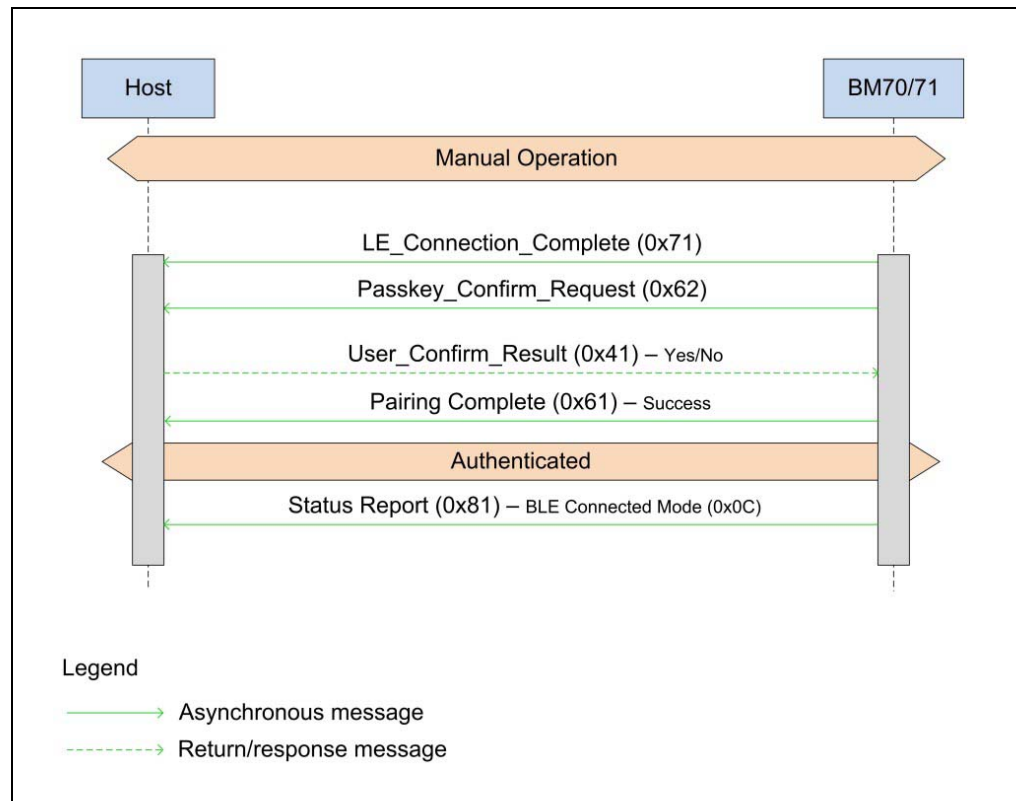 Host
BM70/71
Manual Operation
LE_Connection_Complete (0x71)
Passkey_Confirm_Request (0x62)
User_Confirm_Result (0x41) – Yes/No
Pairing Complete (0x61) – Success
Authenticated
Status Report (0x81) – BLE Connected Mode (0x0C)
Legend
Asynchronous message
Return/response message